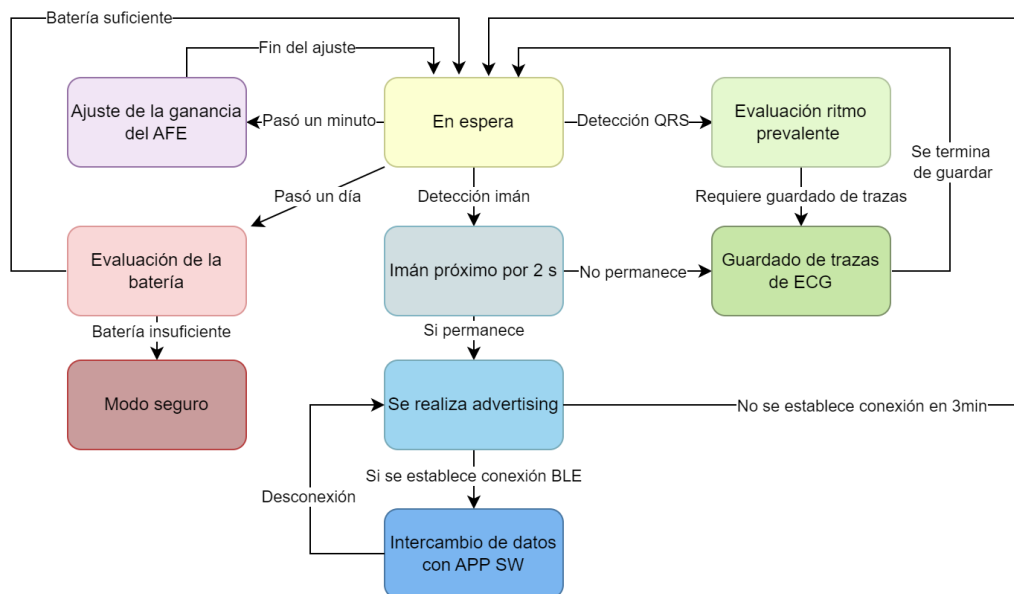 Batería suficiente
Fin del ajuste
Ajuste de la ganancia
del AFE
Pasó un minuto
En espera
Detección QRS
Evaluación ritmo
prevalente
Se termina
de guardar
Pasó un día
Detección imán
Requiere guardado de trazas
Evaluación de la
batería
Imán próximo por 2 s
No permanece
Guardado de trazas
de ECG
Batería insuficiente
Si permanece
Modo seguro
Se realiza advertising
No se establece conexión en 3min
Si se establece conexión BLE
Desconexión
Intercambio de datos
con APP SW